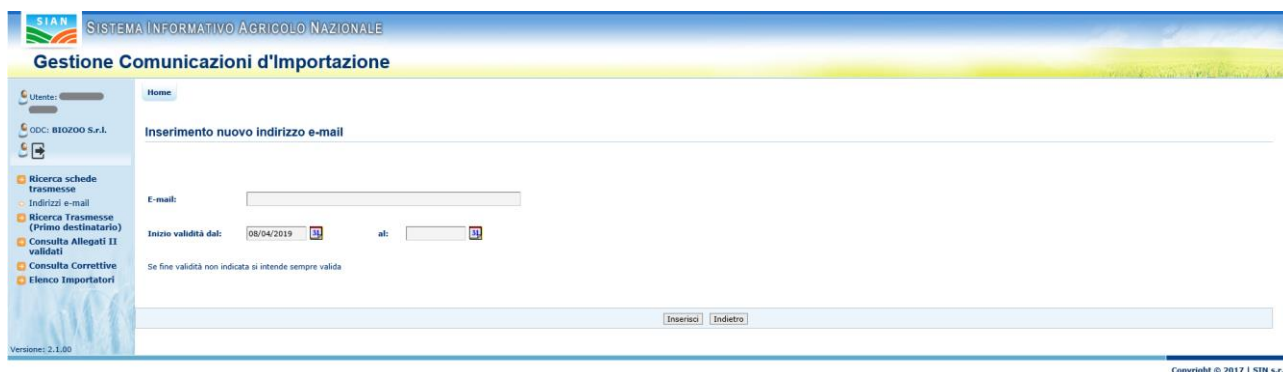 SIAN
SISTEMA INFORMATIVO AGRICOLO NAZIONALE
Gestione Comunicazioni d'Importazione
Utente:
ODC: BIOZOO S.r.l.
Ricerca schede
trasmesse
Indirizzi e-mail
Ricerca Trasmesse
(Primo destinatario)
Consulta Allegati II
validati
Consulta Correttive
Elenco Importatori
Versione: 2.1.00
Home
Inserimento nuovo indirizzo e-mail
E-mail:
Inizio validità dal: 08/04/2019 al:
Se fine validità non indicata si intende sempre valida
Inserisci Indietro
Copyright © 2017 | SIN s.r.